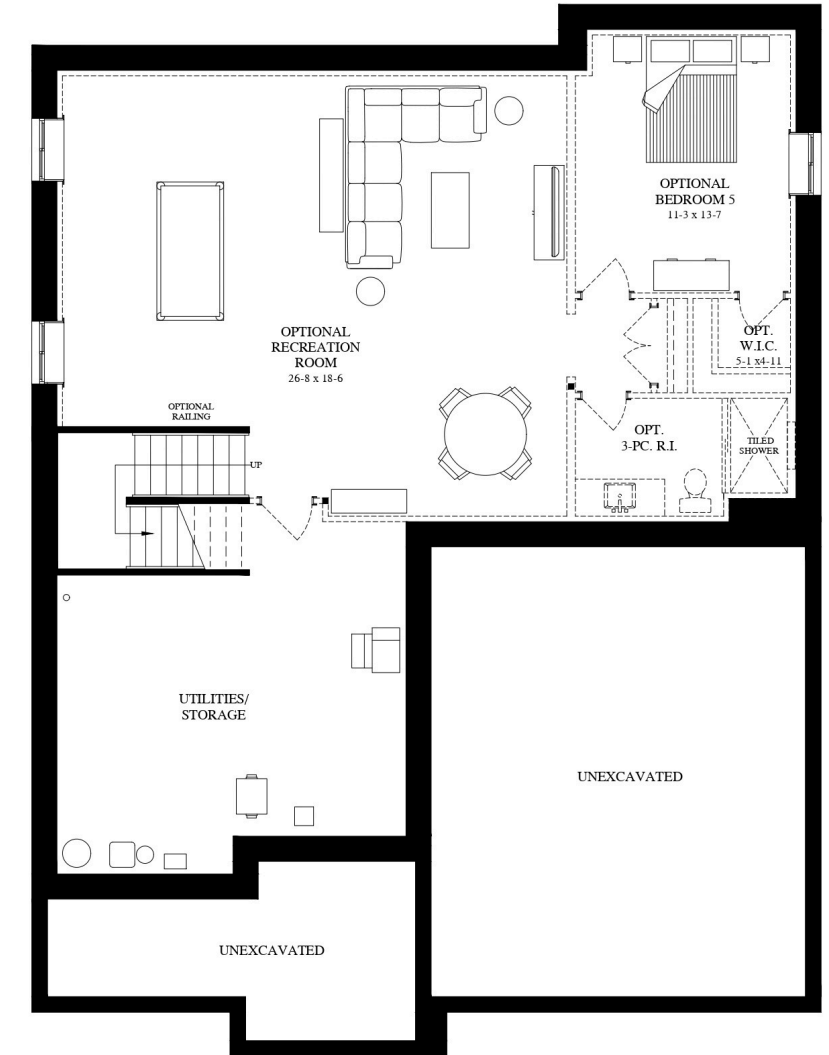 OPTIONAL
BEDROOM 5
11-3 x 13-7
OPTIONAL
RECREATION
ROOM
26-8 x 18-6
OPT.
W.I.C.
5-1 x4-11
OPTIONAL
RAILING
OPT.
3-PC. R.I.
TILED
SHOWER
UP
UTILITIES/
STORAGE
UNEXCAVATED
UNEXCAVATED